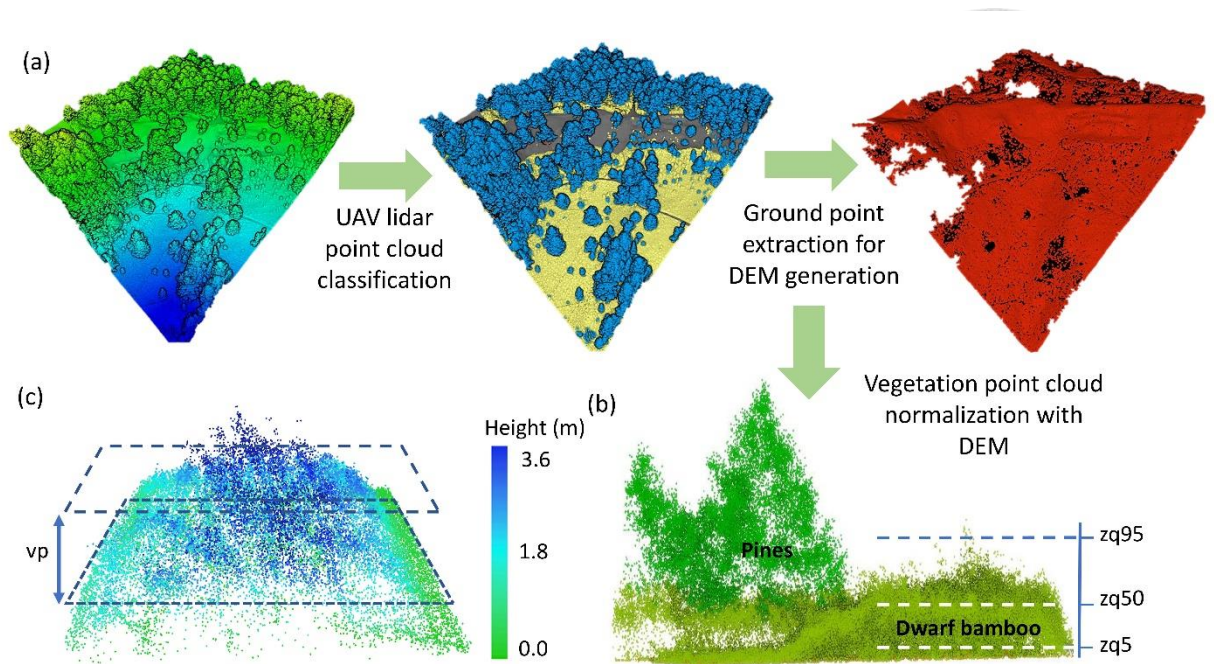 (a)
UAV lidar
point cloud
classification
Ground point
extraction for
DEM generation
Vegetation point cloud
normalization with
DEM
(c)
Height (m)
3.6
1.8
0.0
vp
(b)
Pines
Dwarf bamboo
zq95
zq50
zq5